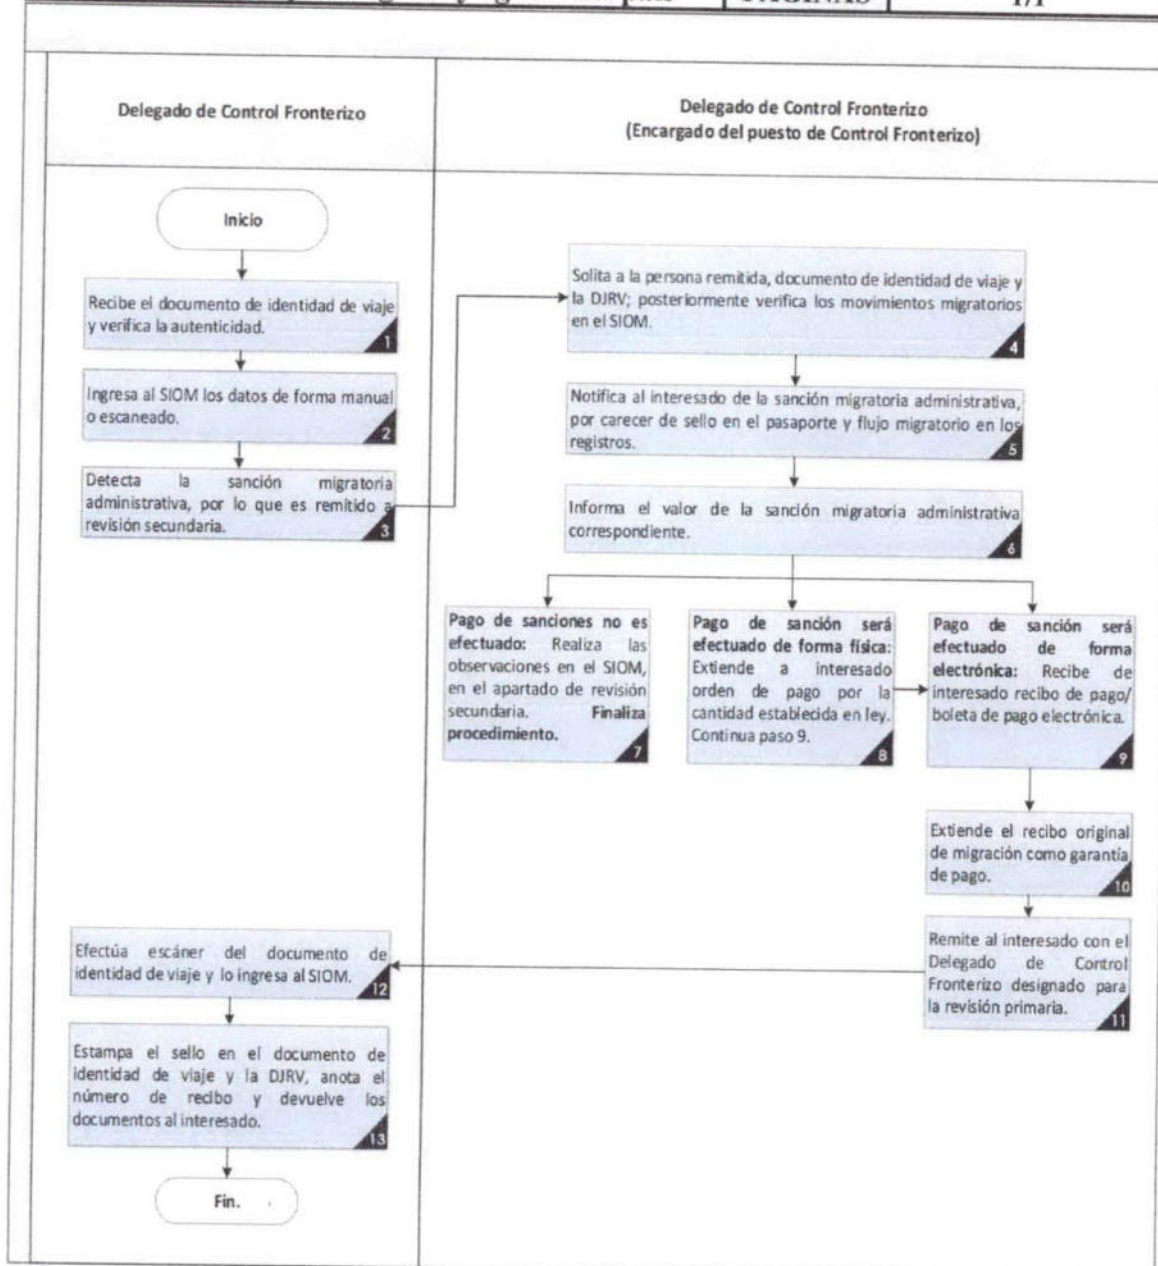 PÁGINAS 1/1
Delegado de Control Fronterizo
Delegado de Control Fronterizo
(Encargado del puesto de Control Fronterizo)
Inicio
Recibe el documento de identidad de viaje
y verifica la autenticidad.
1
Ingresa al SIOM los datos de forma manual
o escaneado.
2
Detecta la sanción migratoria
administrativa, por lo que es remitido a
revisión secundaria.
3
Solita a la persona remitida, documento de identidad de viaje y
la DJRV; posteriormente verifica los movimientos migratorios
en el SIOM.
4
Notifica al interesado de la sanción migratoria administrativa,
por carecer de sello en el pasaporte y flujo migratorio en los
registros.
5
Informa el valor de la sanción migratoria administrativa
correspondiente.
6
Pago de sanciones no es
efectuado: Realiza las
observaciones en el SIOM,
en el apartado de revisión
secundaria. Finaliza
procedimiento.
7
Pago de sanción será
efectuado de forma física:
Extiende a interesado
orden de pago por la
cantidad establecida en ley.
Continua paso 9.
8
Pago de sanción será
efectuado de forma
electrónica: Recibe de
interesado recibo de pago/
boleta de pago electrónica.
9
Extiende el recibo original
de migración como garantía
de pago.
10
Remite al interesado con el
Delegado de Control
Fronterizo designado para
la revisión primaria.
11
Efectúa escáner del documento de
identidad de viaje y lo ingresa al SIOM.
12
Estampa el sello en el documento de
identidad de viaje y la DJRV, anota el
número de recibo y devuelve los
documentos al interesado.
13
Fin.